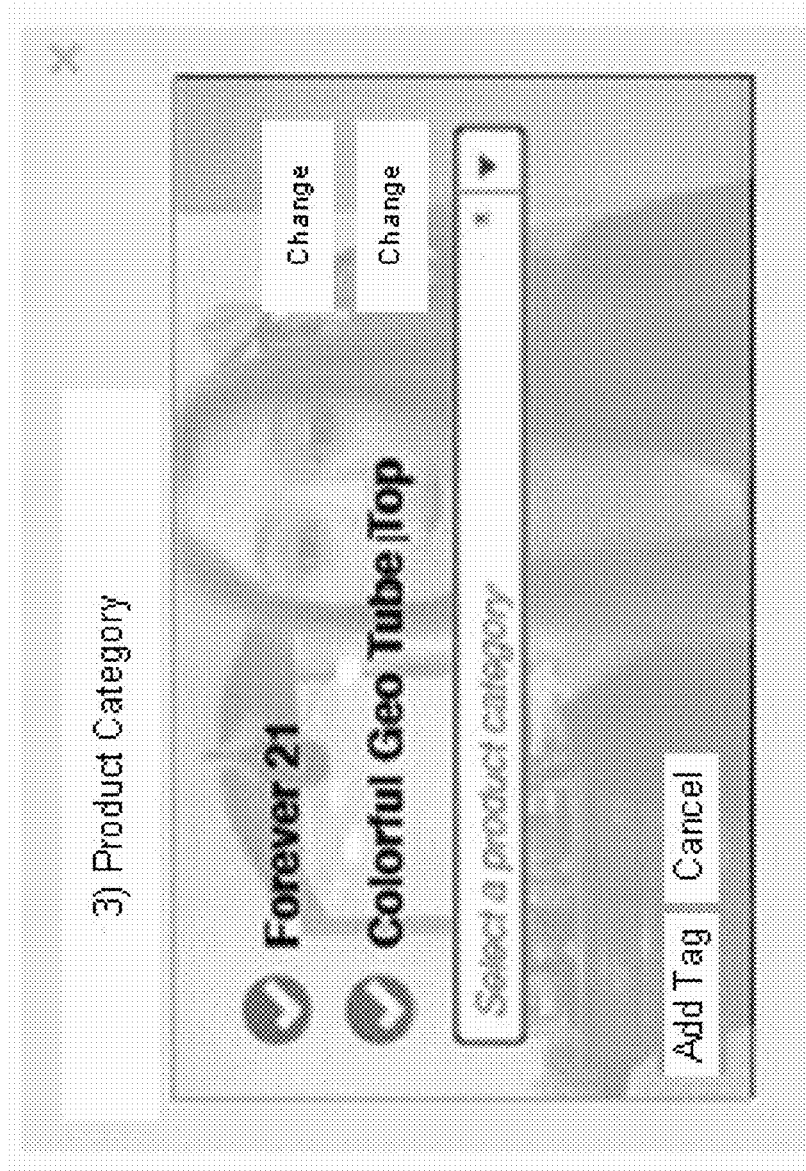 3) Product Category
Forever 21 Change
Colorful Geo Tube Top Change
Select a product category *
Add Tag | Cancel